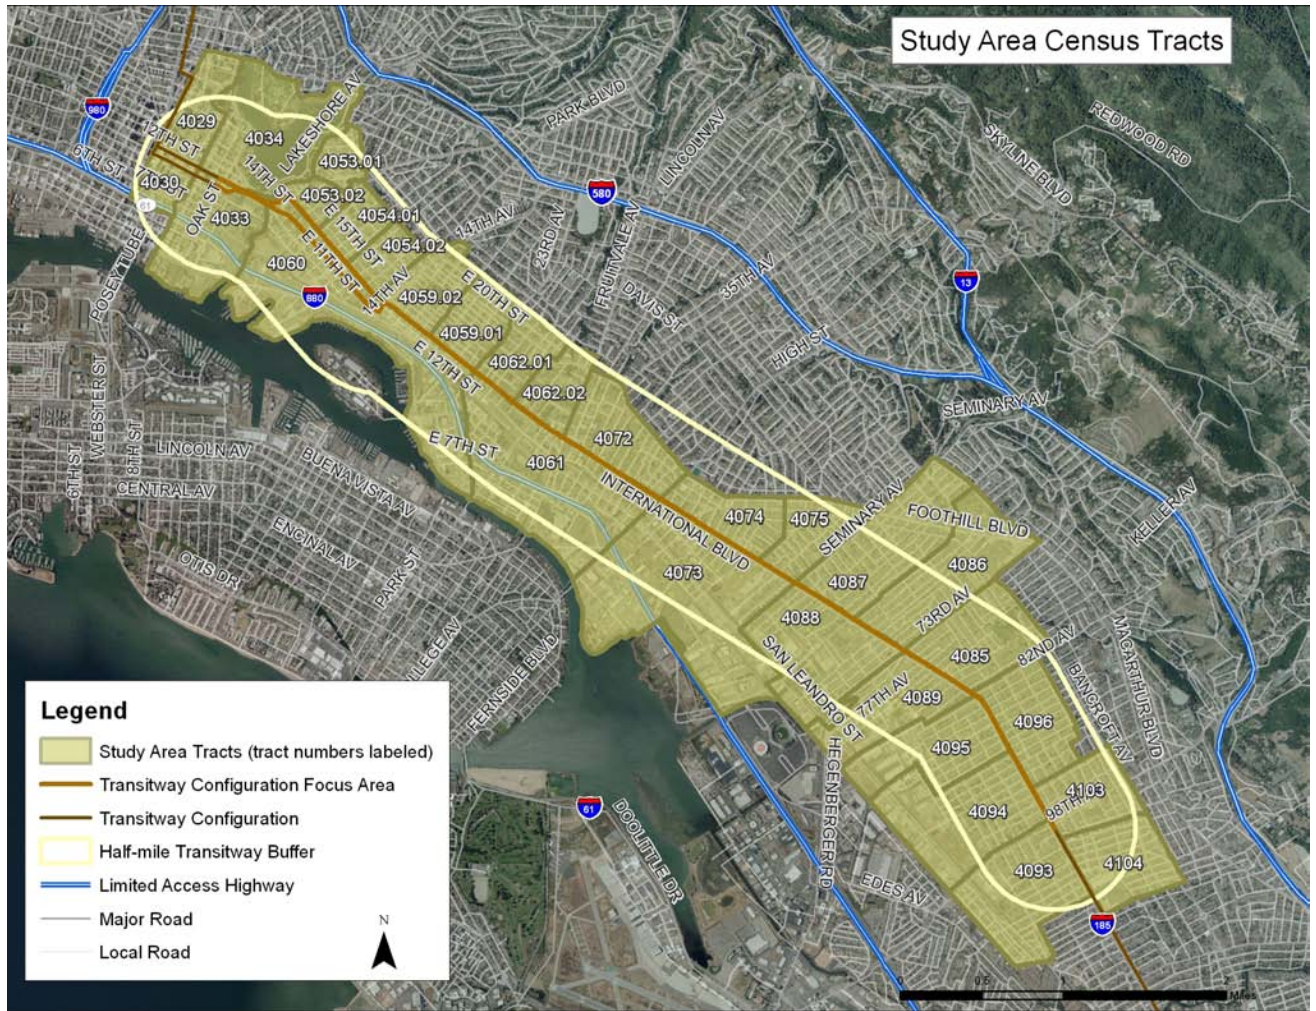 Study Area Census Tracts
980
580
13
61
880
61
185
4029
4034
4030
4033
4053.01
4053.02
4054.01
4054.02
4060
4059.02
4059.01
4062.01
4062.02
4072
4061
4074
4075
4073
4087
4086
4088
4085
4089
4096
4095
4094
4103
4093
4104
12TH ST
6TH ST
OAK ST
14TH ST
LAKESHORE AV
PARK BLVD
LINCOLN AV
SKYLINE BLVD
REDWOOD RD
E 15TH ST
E 11TH ST
14TH AV
14TH AV
E 20TH ST
23RD AV
FRUITVALE AV
DAVIS ST
35TH AV
HIGH ST
SEMINARY AV
E 12TH ST
E 7TH ST
INTERNATIONAL BLVD
SEMINARY AV
FOOTHILL BLVD
KELLER AV
73RD AV
82ND AV
BANCROFT AV
MACARTHUR BLVD
SAN LEANDRO ST
77TH AV
HEGENBERGER RD
EDES AV
DOOLITTLE DR
POSEY TUBE
WEBSTER ST
8TH ST
6TH ST
LINCOLN AV
CENTRAL AV
BUENA VISTA AV
ENCINAL AV
OTIS DR
PARK ST
FERNSIDE BLVD
Legend
Study Area Tracts (tract numbers labeled)
Transitway Configuration Focus Area
Transitway Configuration
Half-mile Transitway Buffer
Limited Access Highway
Major Road
Local Road
N
0 0.5 1 2
Miles